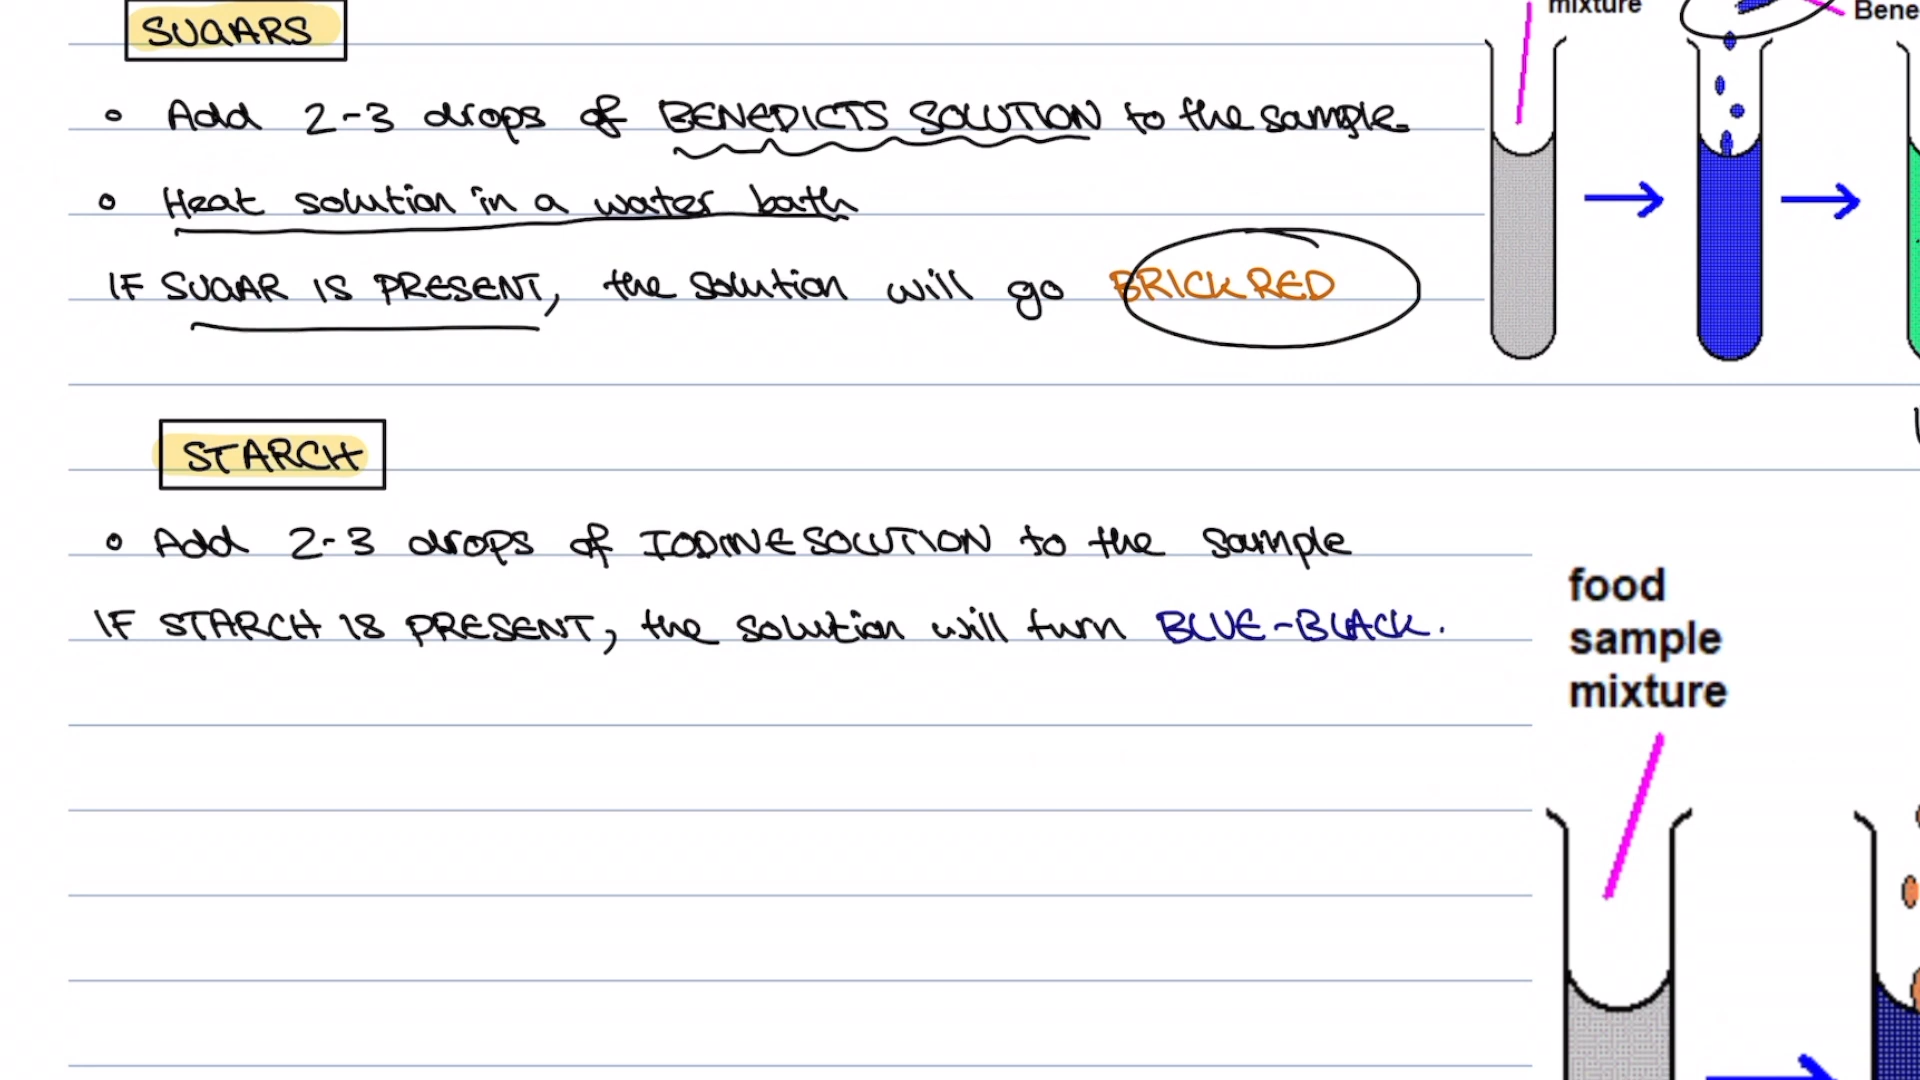 SUGARS
mixture
Bene
• Add 2-3 drops of BENEDICTS SOLUTION to the sample.
• Heat solution in a water bath
IF SUGAR IS PRESENT, the solution will go BRICK RED
STARCH
• Add 2-3 drops of IODINE SOLUTION to the sample
IF STARCH IS PRESENT, the solution will turn BLUE-BLACK.
food
sample
mixture